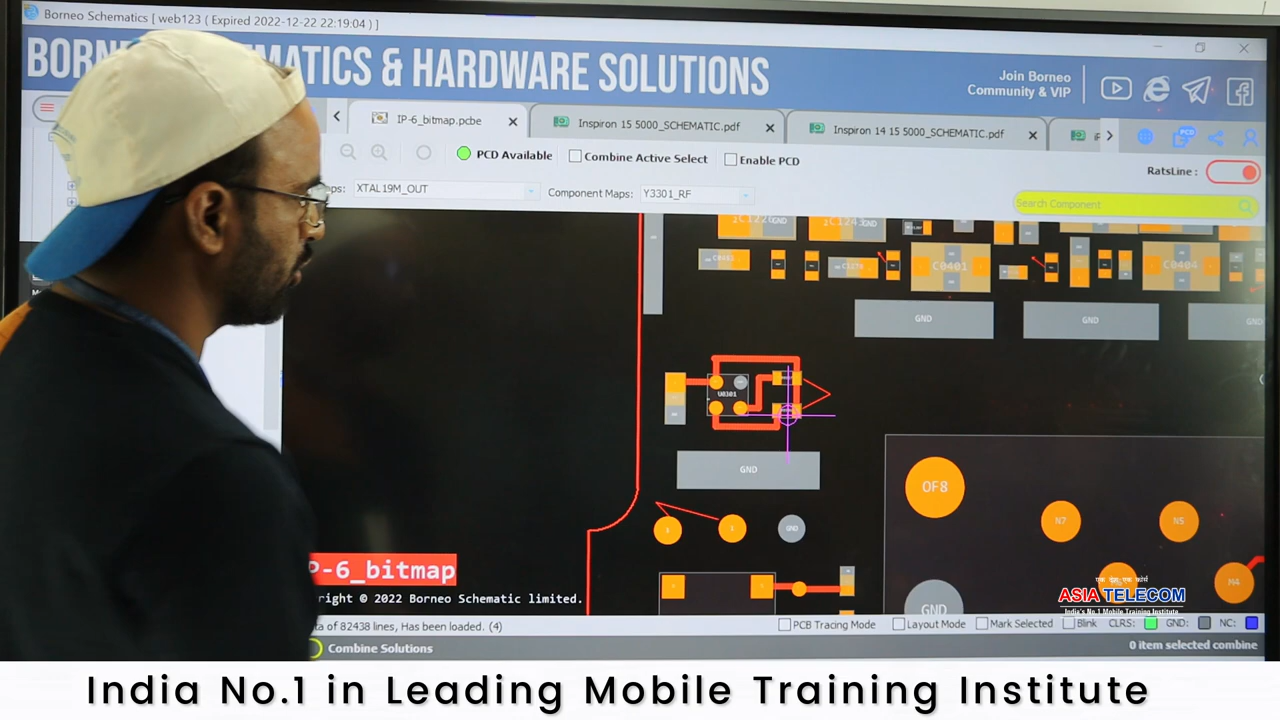 Borneo Schematics [ web123 ( Expired 2022-12-22 22:19:04 ) ]
MATICS & HARDWARE SOLUTIONS
Join Borneo
Community & VIP
IP-6_bitmap.pcbe
Inspiron 15 5000_SCHEMATIC.pdf
Inspiron 14 15 5000_SCHEMATIC.pdf
PCD
PCD Available
Combine Active Select
Enable PCD
RatsLine :
XTAL19M_OUT
Component Maps:
Y3301_RF
Search Component
C0401
C0404
GND
GND
GND
GND
OF8
GND
N7
N5
M4
GND
P-6_bitmap
right © 2022 Borneo Schematic limited.
एक देश एक कोर्स
ASIA TELECOM
India's No.1 Mobile Training Institute
ta of 82438 lines, Has been loaded. (4)
PCB Tracing Mode
Layout Mode
Mark Selected
Blink
CLRS:
GND:
NC:
Combine Solutions
0 item selected combine
India No.1 in Leading Mobile Training Institute